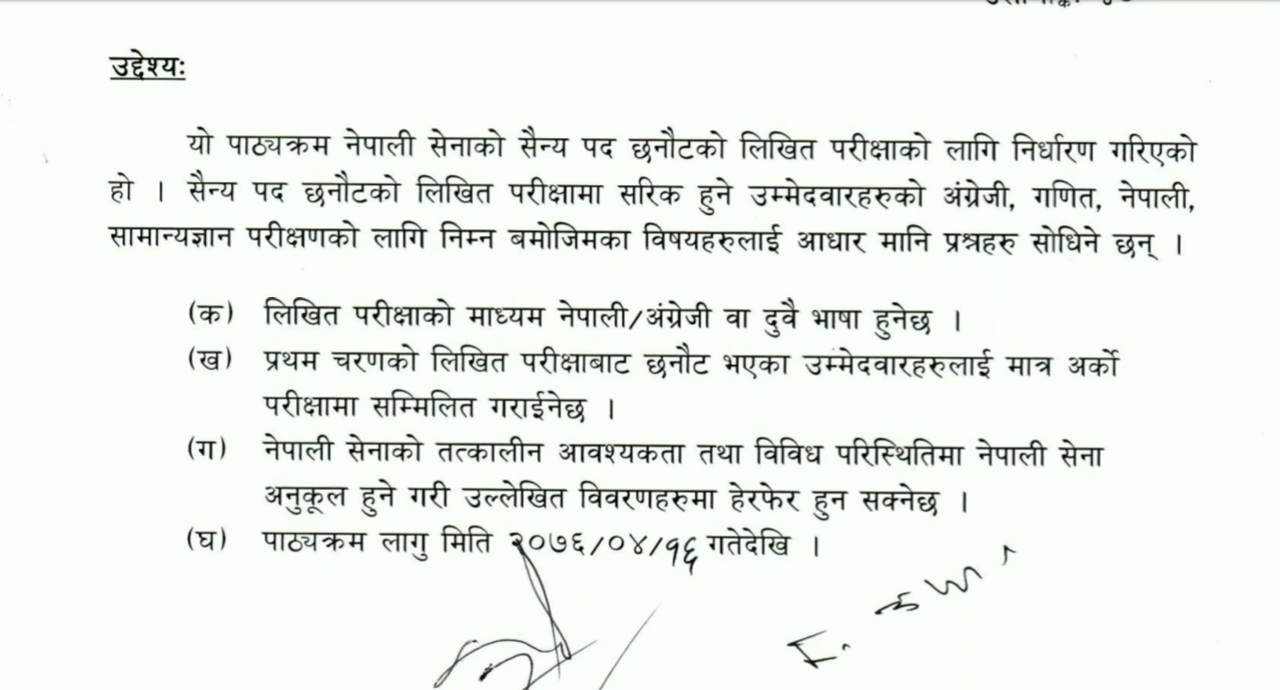 उद्देश्यः
यो पाठ्यक्रम नेपाली सेनाको सैन्य पद छनौटको लिखित परीक्षाको लागि निर्धारण गरिएको
हो । सैन्य पद छनौटको लिखित परीक्षामा सरिक हुने उम्मेदवारहरुको अंग्रेजी, गणित, नेपाली,
सामान्यज्ञान परीक्षणको लागि निम्न बमोजिमका विषयहरुलाई आधार मानि प्रश्नहरु सोधिने छन् ।
(क) लिखित परीक्षाको माध्यम नेपाली/अंग्रेजी वा दुवै भाषा हुनेछ ।
(ख) प्रथम चरणको लिखित परीक्षाबाट छनौट भएका उम्मेदवारहरुलाई मात्र अर्को
परीक्षामा सम्मिलित गराईनेछ ।
(ग) नेपाली सेनाको तत्कालीन आवश्यकता तथा विविध परिस्थितिमा नेपाली सेना
अनुकूल हुने गरी उल्लेखित विवरणहरुमा हेरफेर हुन सक्नेछ ।
(घ) पाठ्यक्रम लागु मिति २०७६/०४/१६ गतेदेखि ।